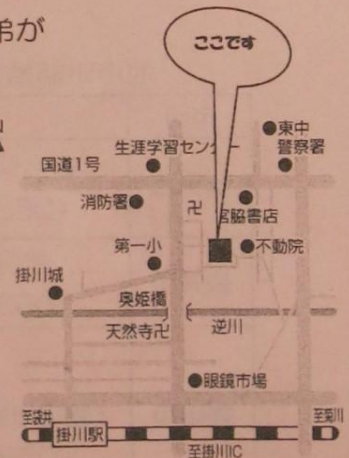 弟が
ここです
N
東中
生涯学習センター
警察署
国道1号
消防署
卍
宮脇書店
第一小
不動院
掛川城
奥姫橋
天然寺卍
逆川
眼鏡市場
至袋井
至菊川
掛川駅
至掛川IC